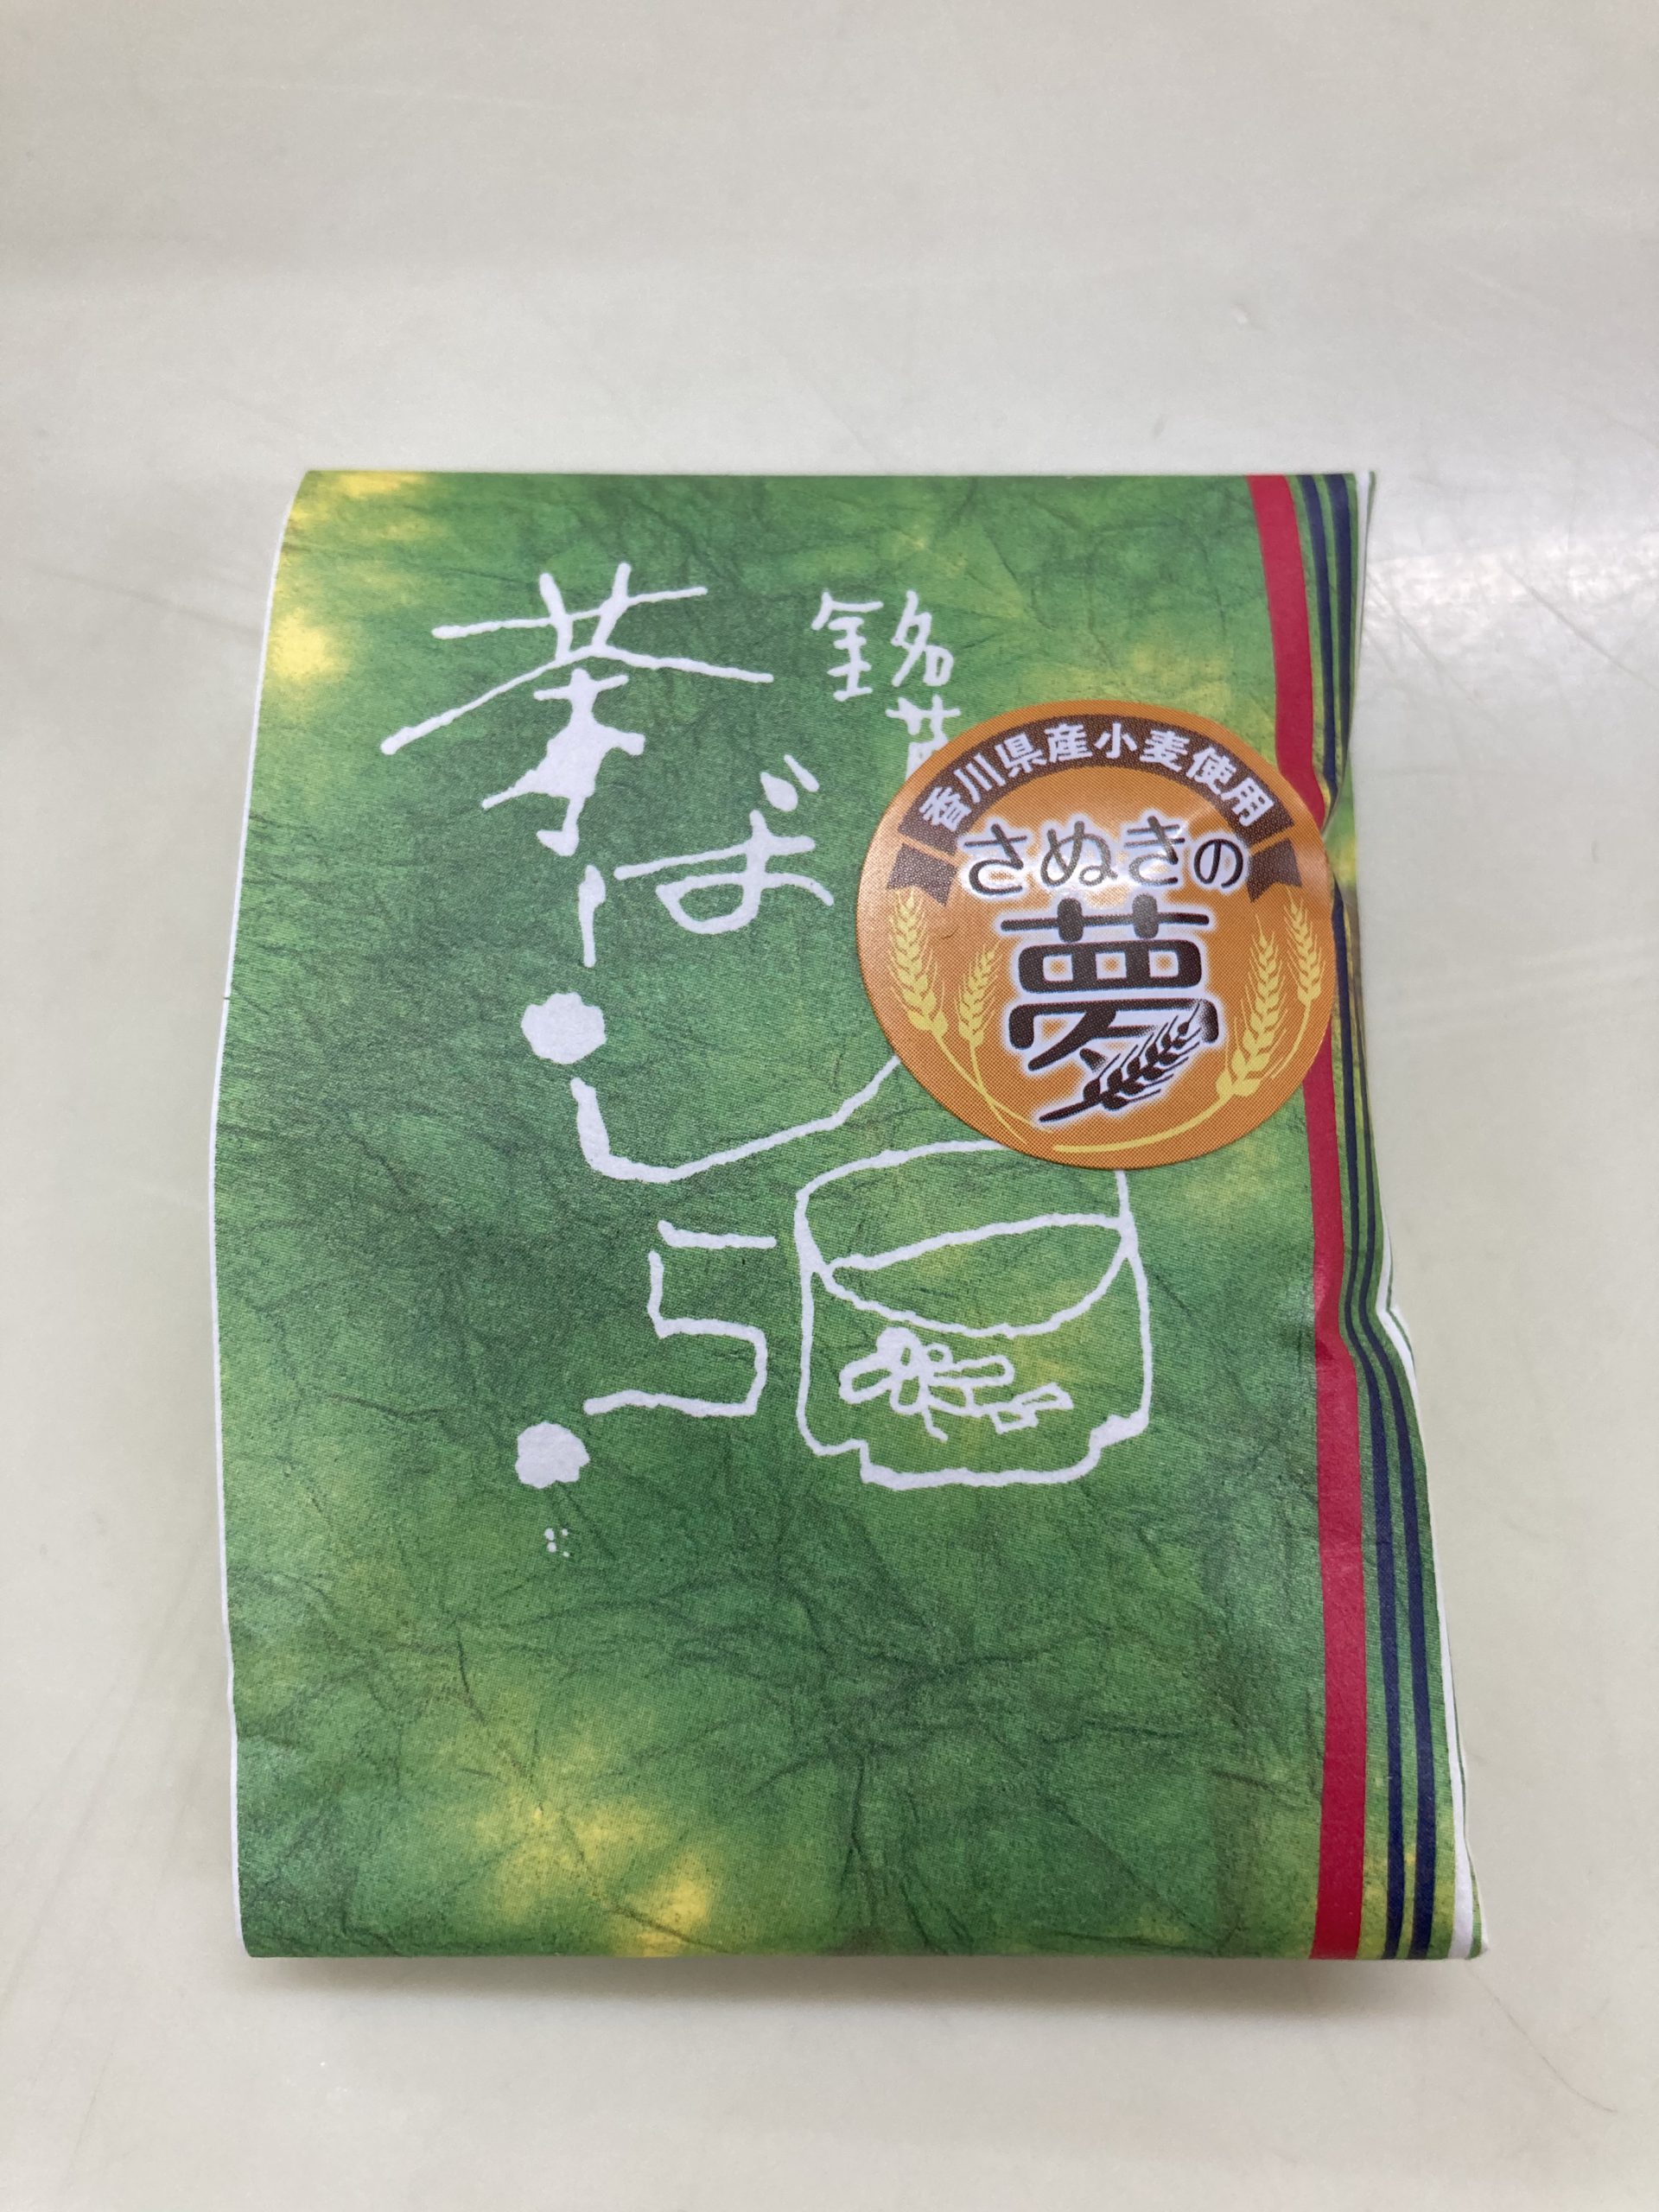 銘菓
茶ばしら
香川県産小麦使用
さぬきの
夢